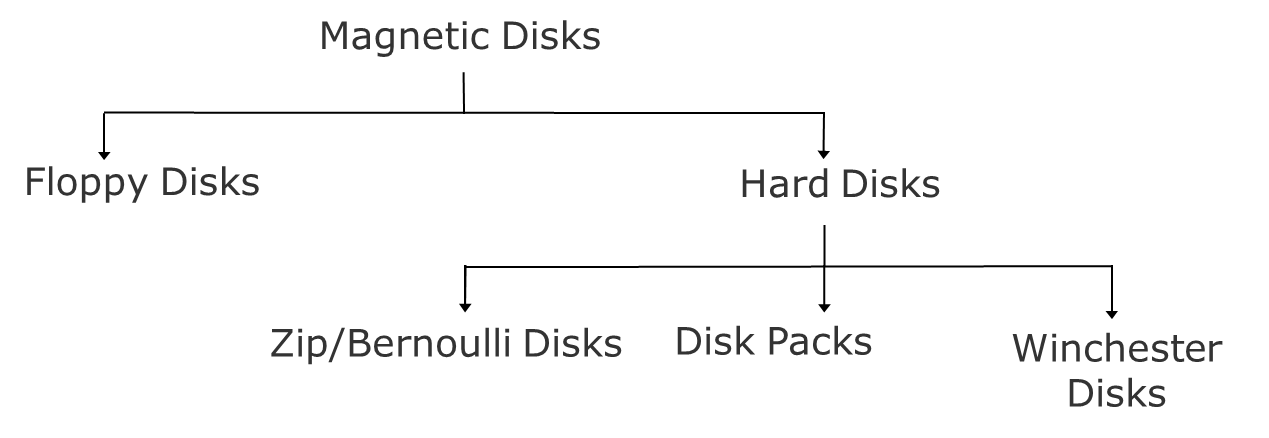 Magnetic Disks
Floppy Disks
Hard Disks
Zip/Bernoulli Disks
Disk Packs
Winchester
Disks